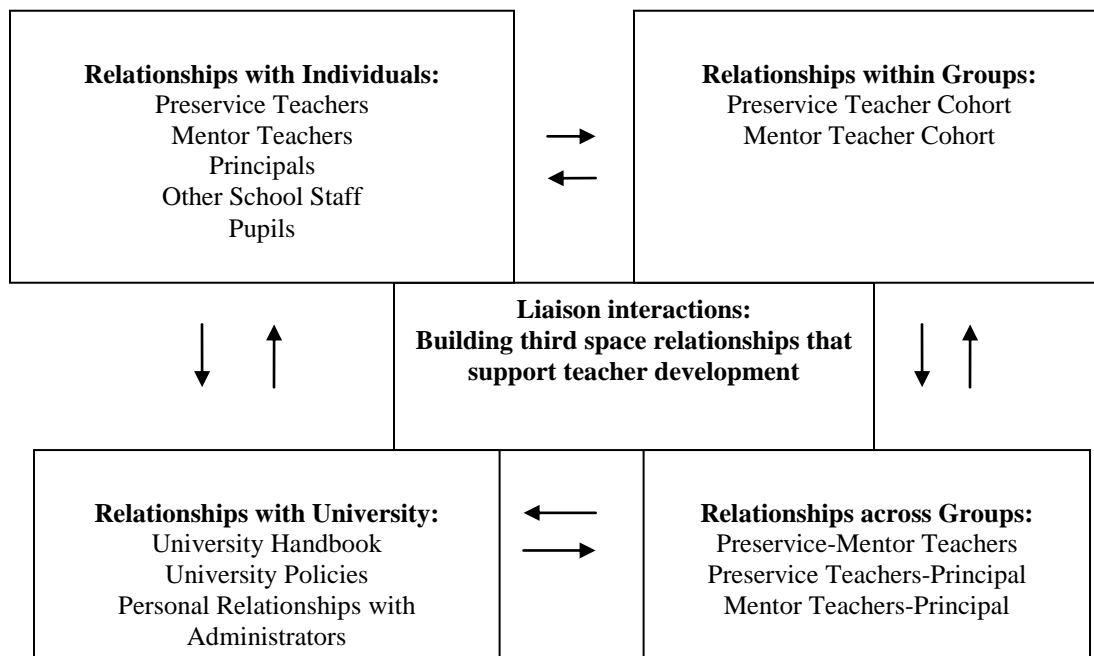 Relationships with Individuals:
Preservice Teachers
Mentor Teachers
Principals
Other School Staff
Pupils
Relationships within Groups:
Preservice Teacher Cohort
Mentor Teacher Cohort
Liaison interactions:
Building third space relationships that
support teacher development
Relationships with University:
University Handbook
University Policies
Personal Relationships with
Administrators
Relationships across Groups:
Preservice-Mentor Teachers
Preservice Teachers-Principal
Mentor Teachers-Principal